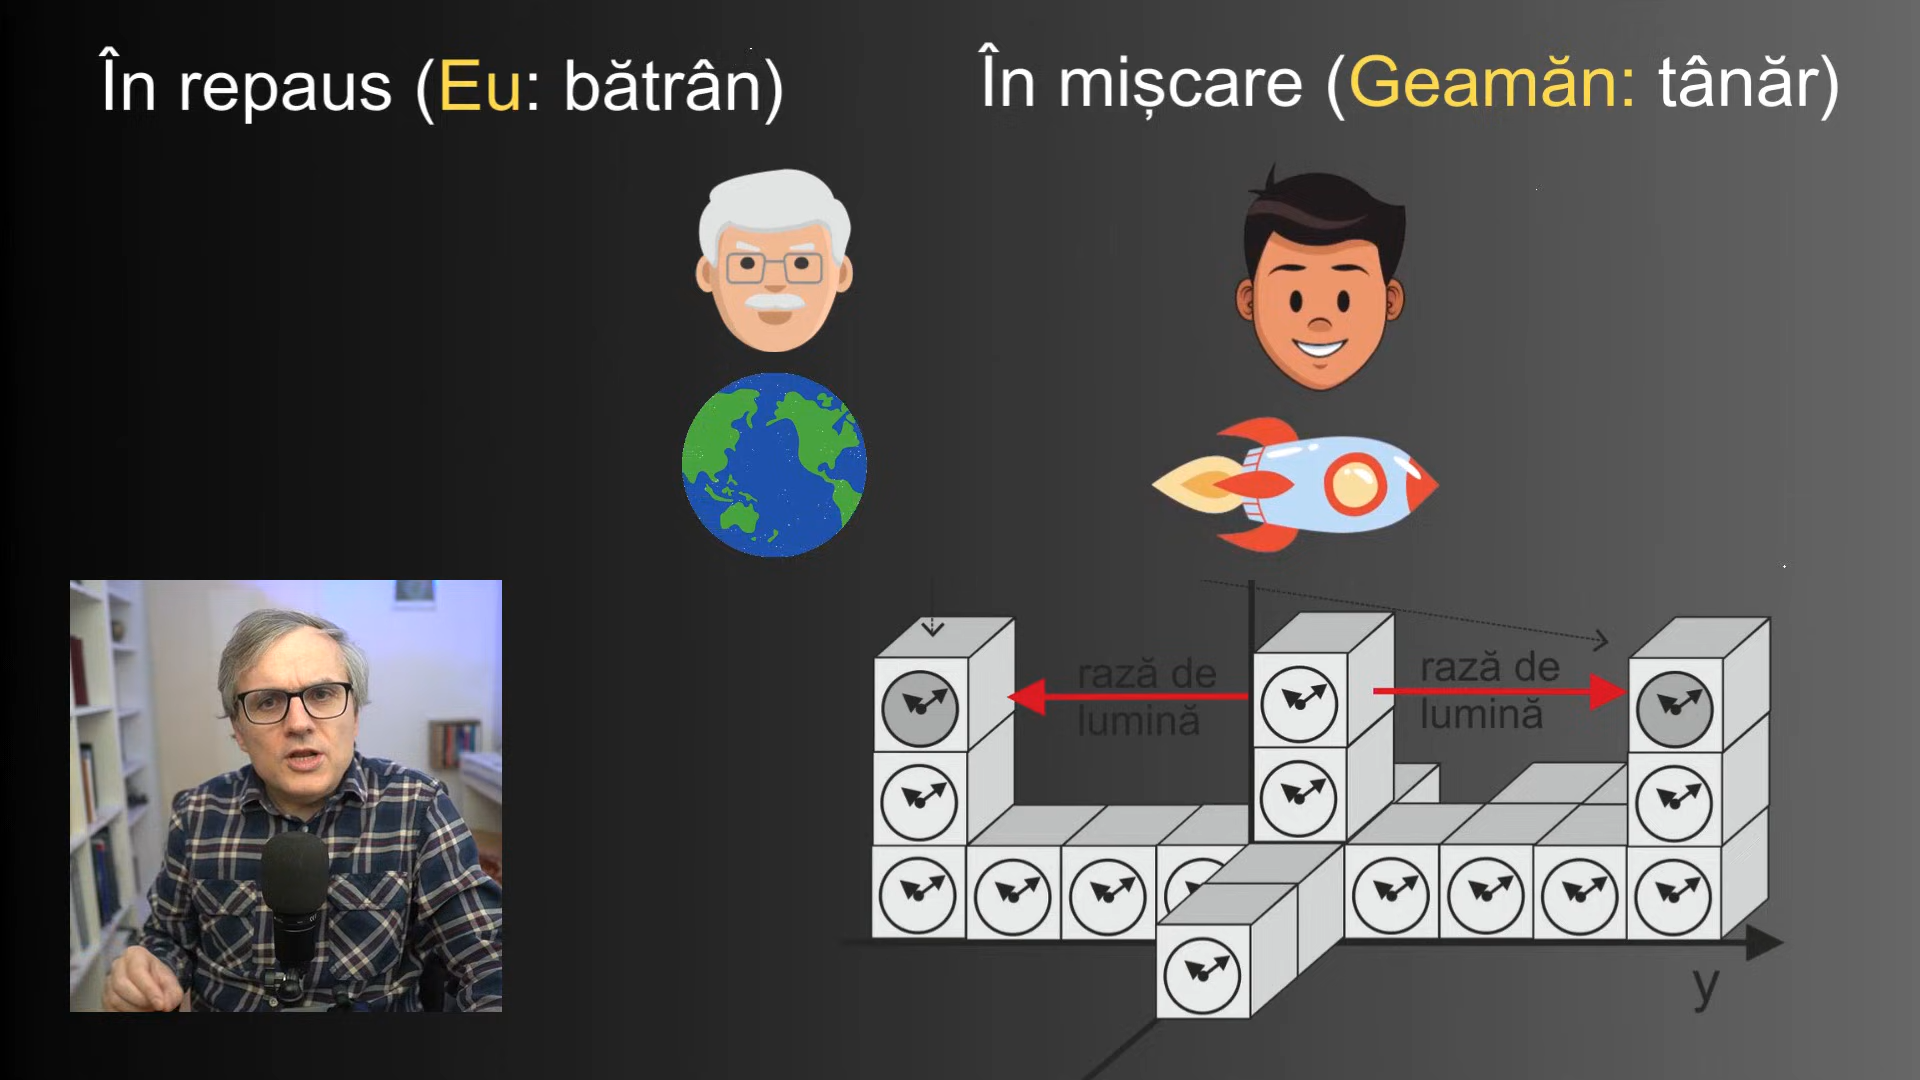 În repaus (Eu: bătrân)
În mișcare (Geamăn: tânăr)
rază de
lumină
rază de
lumină
y